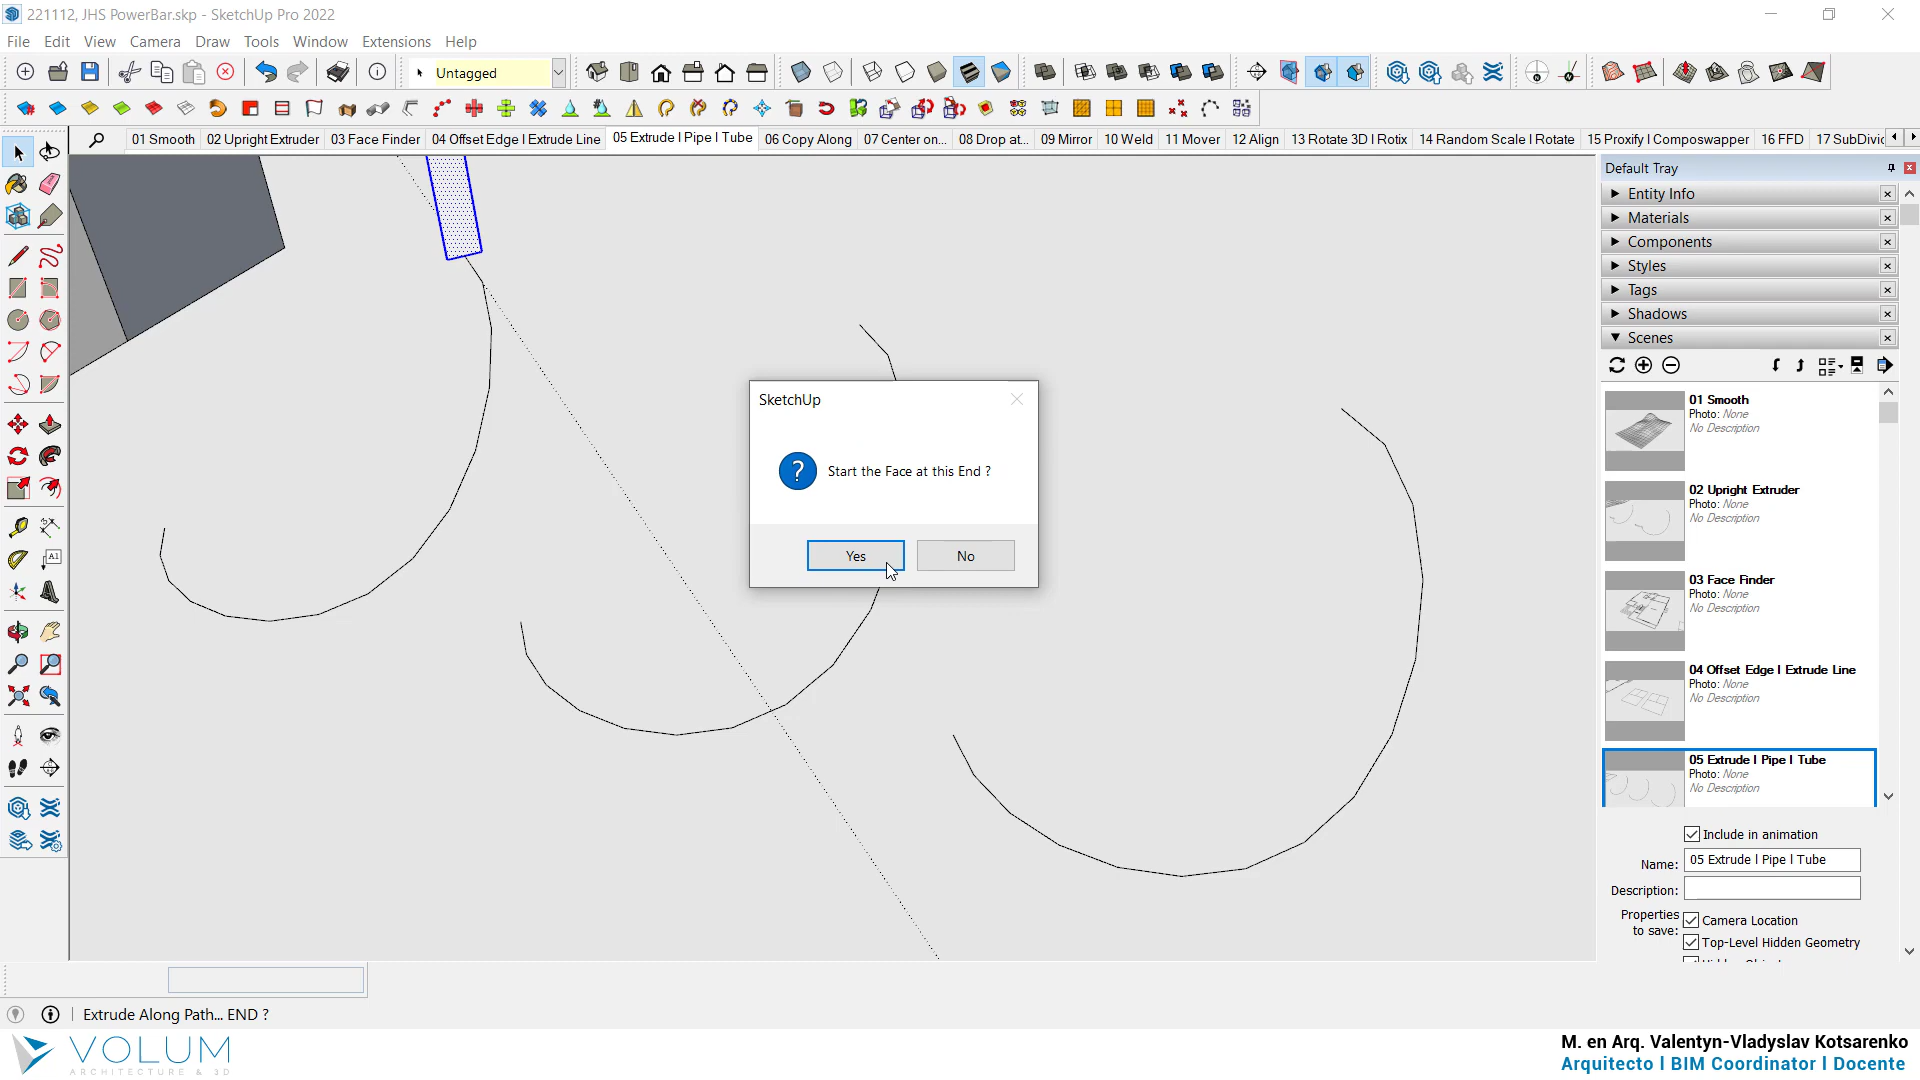 221112, JHS PowerBar.skp - SketchUp Pro 2022
File Edit View Camera Draw Tools Window Extensions Help
Untagged
01 Smooth 02 Upright Extruder 03 Face Finder 04 Offset Edge I Extrude Line 05 Extrude I Pipe I Tube 06 Copy Along 07 Center on... 08 Drop at... 09 Mirror 10 Weld 11 Mover 12 Align 13 Rotate 3D I Rotix 14 Random Scale I Rotate 15 Proxify I Composwapper 16 FFD 17 SubDivi
Default Tray
Entity Info
Materials
Components
Styles
Tags
Shadows
Scenes
01 Smooth
Photo: None
No Description
02 Upright Extruder
Photo: None
No Description
03 Face Finder
Photo: None
No Description
04 Offset Edge I Extrude Line
Photo: None
No Description
05 Extrude I Pipe I Tube
Photo: None
No Description
Include in animation
Name: 05 Extrude I Pipe I Tube
Description:
Properties to save:
Camera Location
Top-Level Hidden Geometry
SketchUp
Start the Face at this End ?
Yes No
A1
Extrude Along Path... END ?
VOLUM
ARCHITECTURE & 3D
M. en Arq. Valentyn-Vladyslav Kotsarenko
Arquitecto I BIM Coordinator I Docente